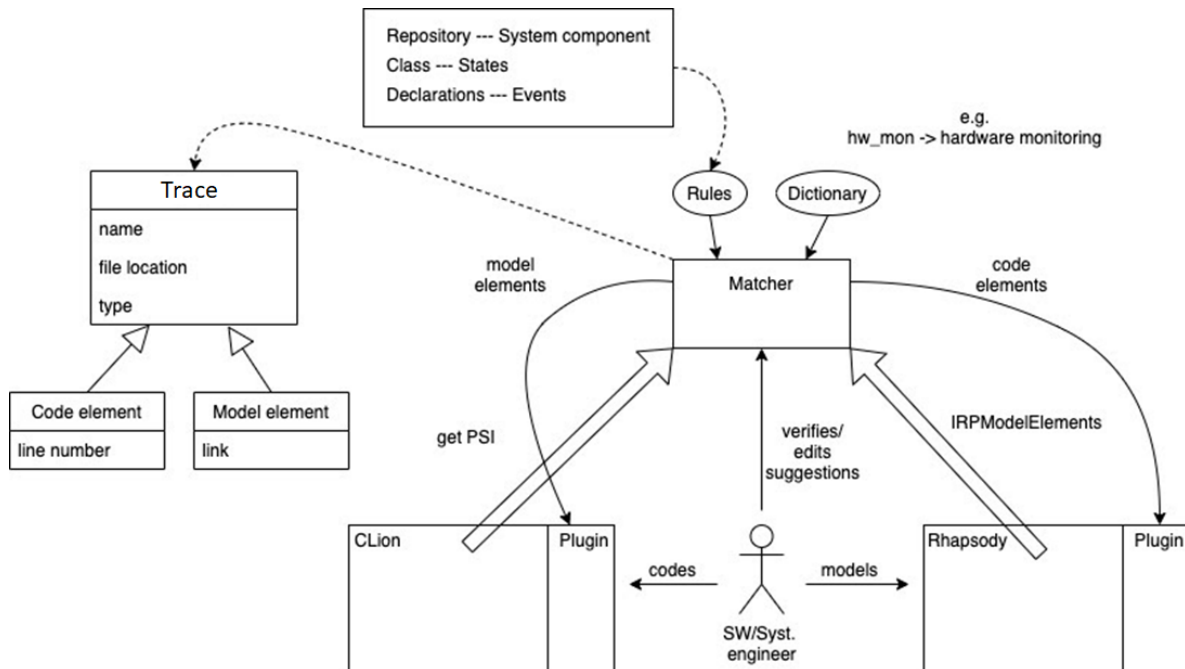 Repository --- System component
Class --- States
Declarations --- Events
e.g.
hw_mon -> hardware monitoring
Trace
name
file location
type
Rules
Dictionary
model
elements
Matcher
code
elements
Code element
line number
Model element
link
get PSI
verifies/
edits
suggestions
IRPModelElements
CLion
Plugin
codes
models
SW/Syst.
engineer
Rhapsody
Plugin